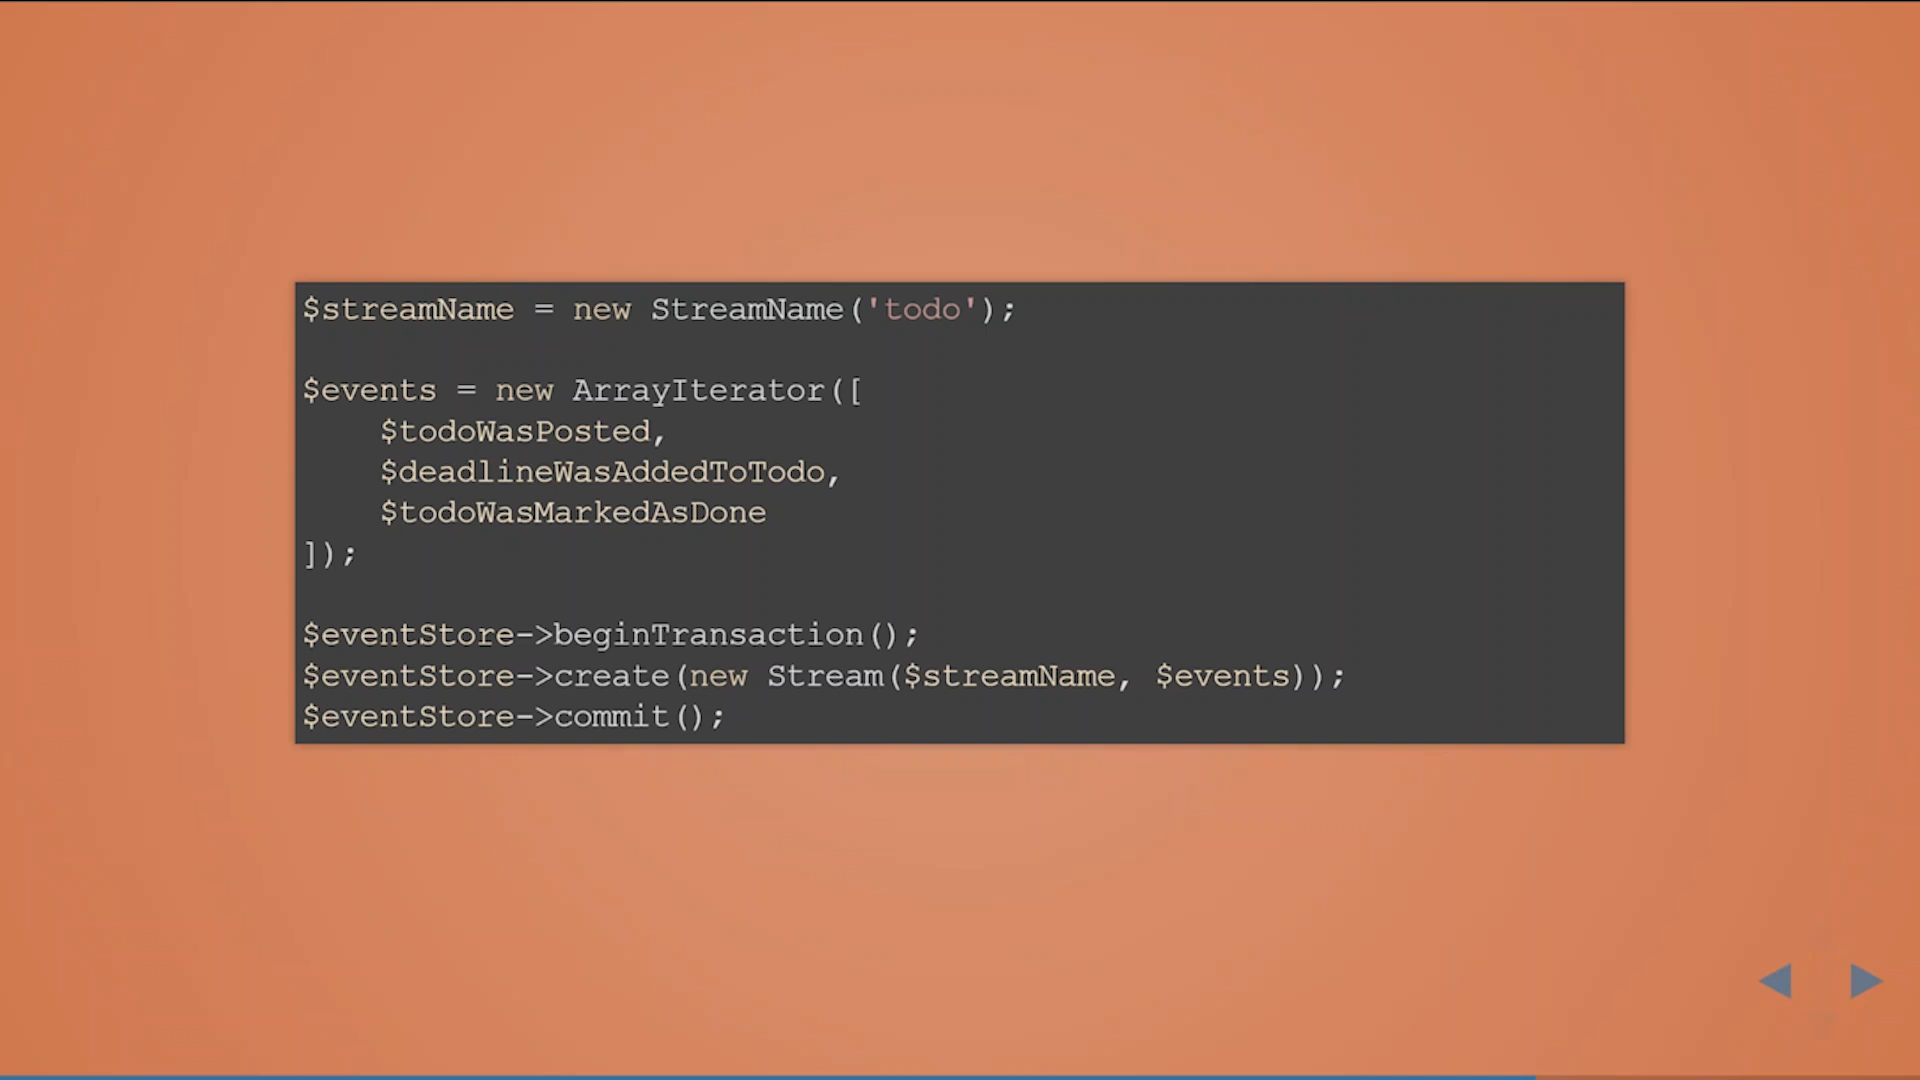 $streamName = new StreamName('todo');
$events = new ArrayIterator([
    $todoWasPosted,
    $deadlineWasAddedToTodo,
    $todoWasMarkedAsDone
]);
$eventStore->beginTransaction();
$eventStore->create(new Stream($streamName, $events));
$eventStore->commit();